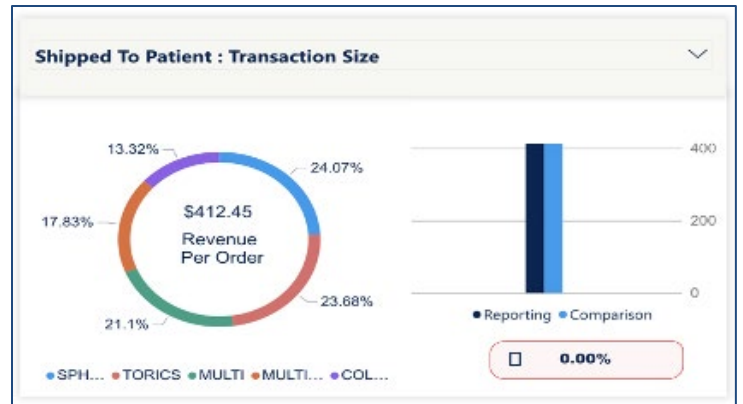 Shipped To Patient : Transaction Size
13.32%
24.07%
17.83%
$412.45
Revenue
Per Order
23.68%
21.1%
SPH... TORICS MULTI MULTI... COL...
400
200
0
Reporting Comparison
0.00%